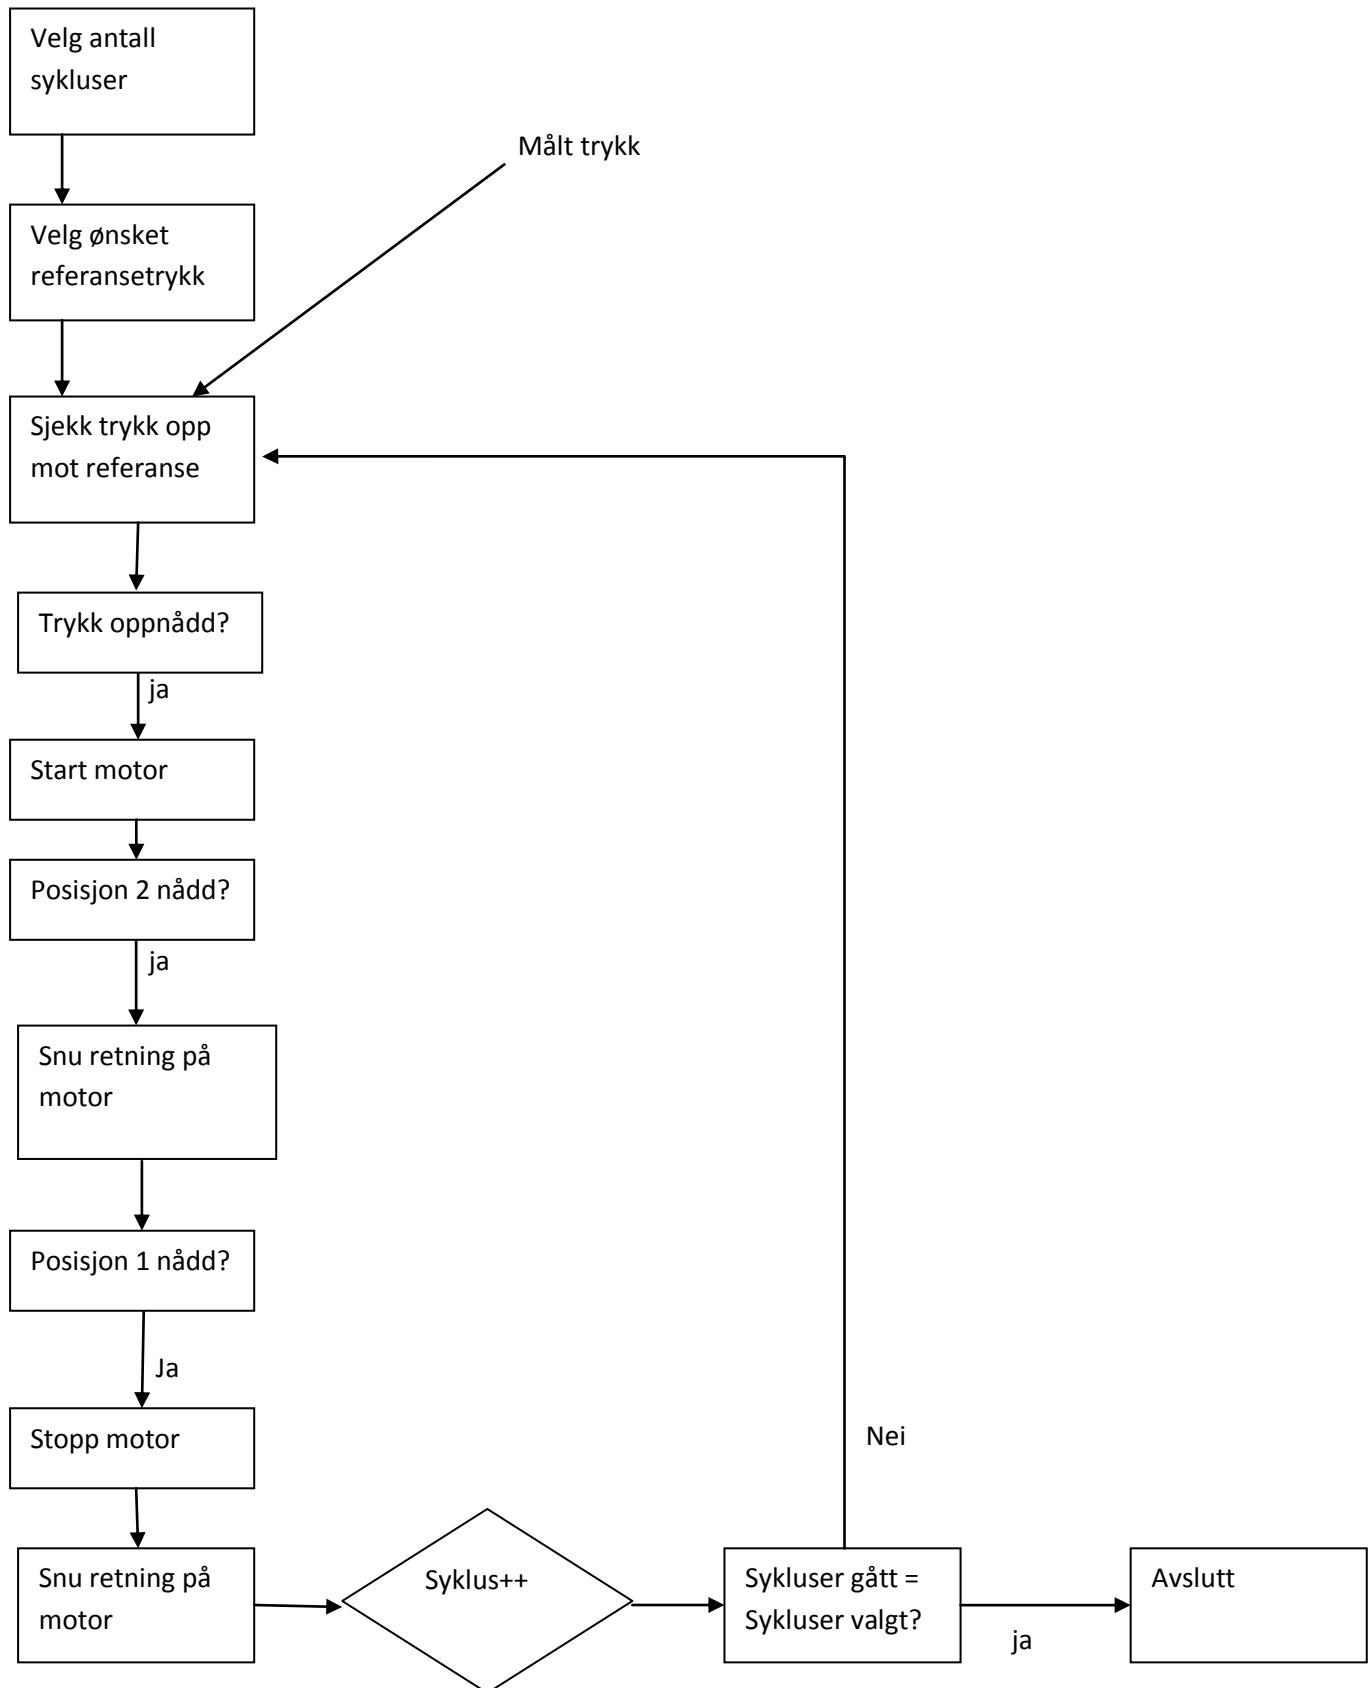 Velg antall
sykluser
Målt trykk
Velg ønsket
referansetrykk
Sjekk trykk opp
mot referanse
Trykk oppnådd?
ja
Start motor
Posisjon 2 nådd?
ja
Snu retning på
motor
Posisjon 1 nådd?
Ja
Stopp motor
Nei
Snu retning på
motor
Syklus++
Sykluser gått =
Sykluser valgt?
ja
Avslutt